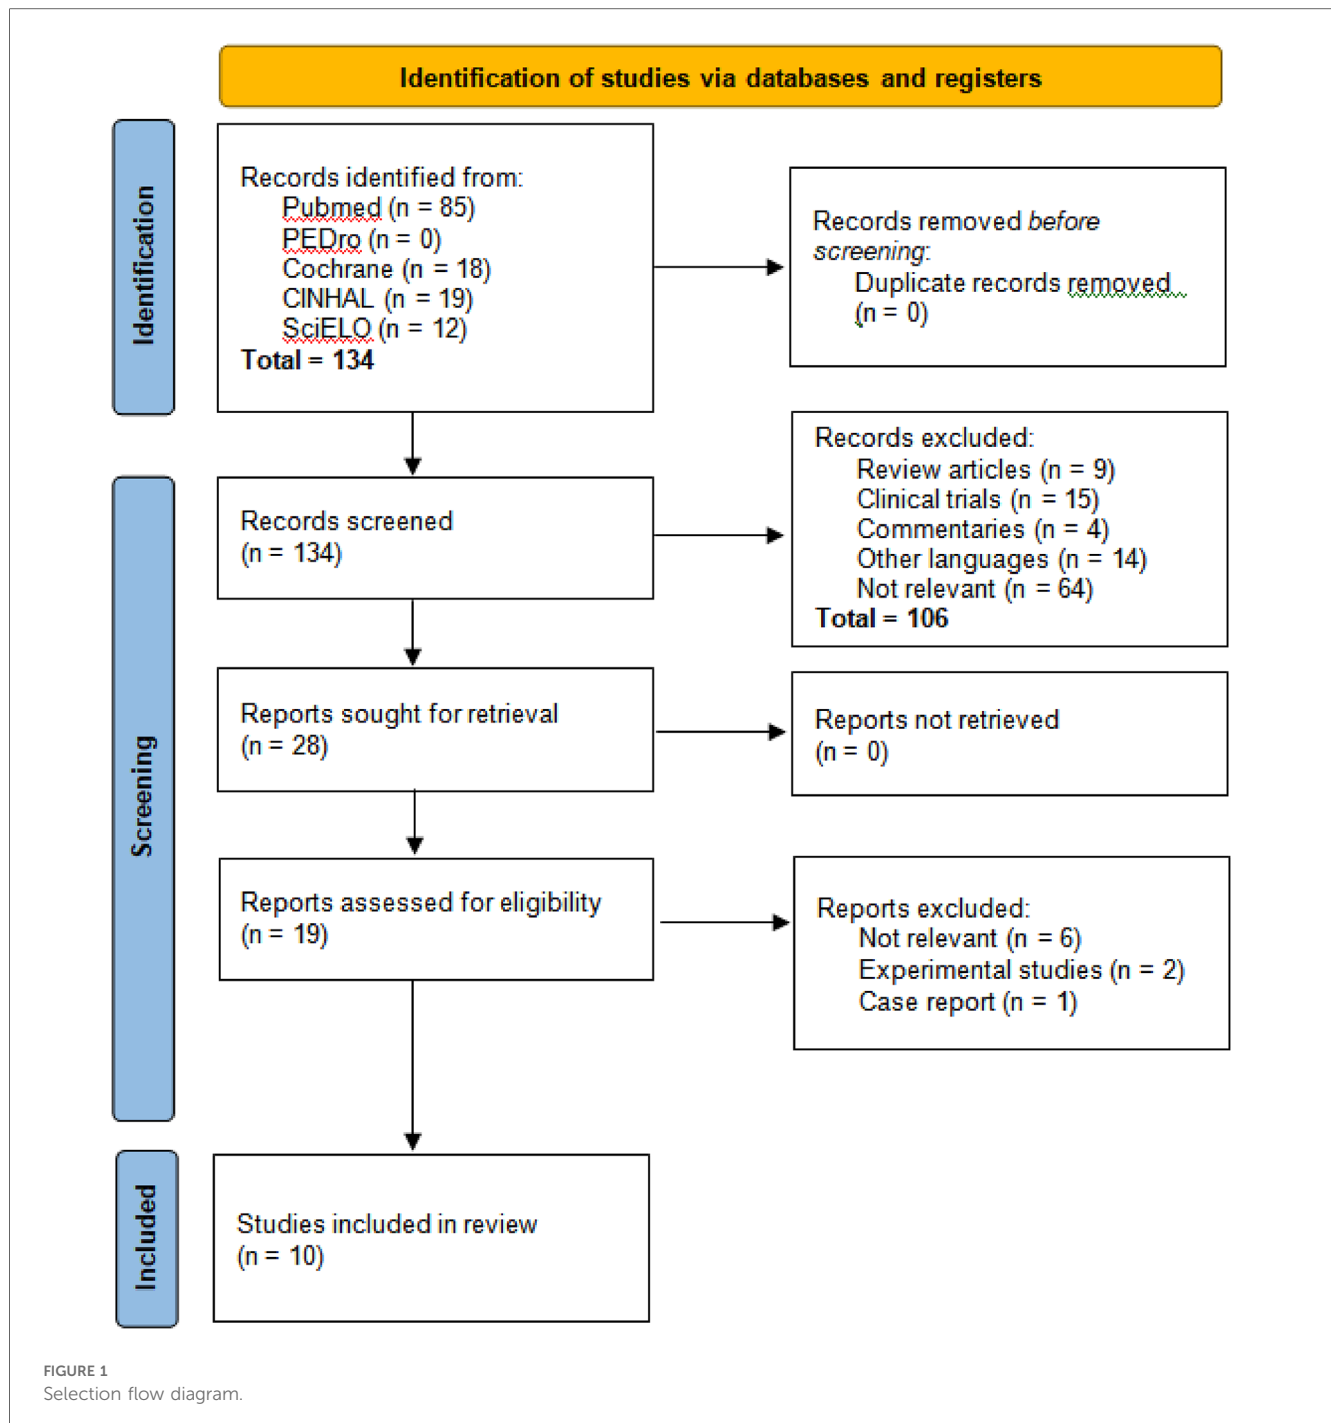 Identification of studies via databases and registers
Identification
Records identified from:
Pubmed (n = 85)
PEDro (n = 0)
Cochrane (n = 18)
CINHAL (n = 19)
SciELO (n = 12)
Total = 134
Records removed before
screening:
Duplicate records removed
(n = 0)
Screening
Records screened
(n = 134)
Records excluded:
Review articles (n = 9)
Clinical trials (n = 15)
Commentaries (n = 4)
Other languages (n = 14)
Not relevant (n = 64)
Total = 106
Reports sought for retrieval
(n = 28)
Reports not retrieved
(n = 0)
Reports assessed for eligibility
(n = 19)
Reports excluded:
Not relevant (n = 6)
Experimental studies (n = 2)
Case report (n = 1)
Included
Studies included in review
(n = 10)
FIGURE 1
Selection flow diagram.